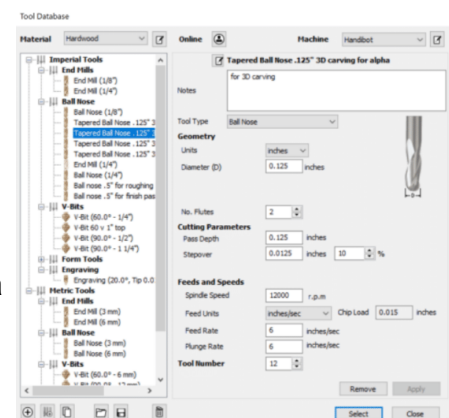 Tool Database
Material Hardwood Online Machine Handibot
Imperial Tools
End Mills
End Mill (1/8")
End Mill (1/4")
Ball Nose
Ball Nose (1/8")
Tapered Ball Nose .125" 3
Tapered Ball Nose .125" 3
Tapered Ball Nose .125" 3
Tapered Ball Nose .125" 3
End Mill (1/4")
Ball Nose (1/4")
Ball nose .5" for roughing
Ball nose .5" for finish pas
V-Bits
V-Bit (60.0° - 1/4")
V-Bit 60 v 1" top
V-Bit (90.0° - 1/2")
V-Bit (90.0° - 1 1/4")
Form Tools
Engraving
Engraving (20.0°, Tip 0.0
Metric Tools
End Mills
End Mill (3 mm)
End Mill (6 mm)
Ball Nose
Ball Nose (3 mm)
Ball Nose (6 mm)
V-Bits
V-Bit (60.0° - 6 mm)
Tapered Ball Nose .125" 3D carving for alpha
Notes for 3D carving
Tool Type Ball Nose
Geometry
Units inches
Diameter (D) 0.125 inches
No. Flutes 2
Cutting Parameters
Pass Depth 0.125 inches
Stepover 0.0125 inches 10 %
Feeds and Speeds
Spindle Speed 12000 r.p.m
Feed Units inches/sec Chip Load 0.015 inches
Feed Rate 6 inches/sec
Plunge Rate 6 inches/sec
Tool Number 12
Remove Apply
Select Close